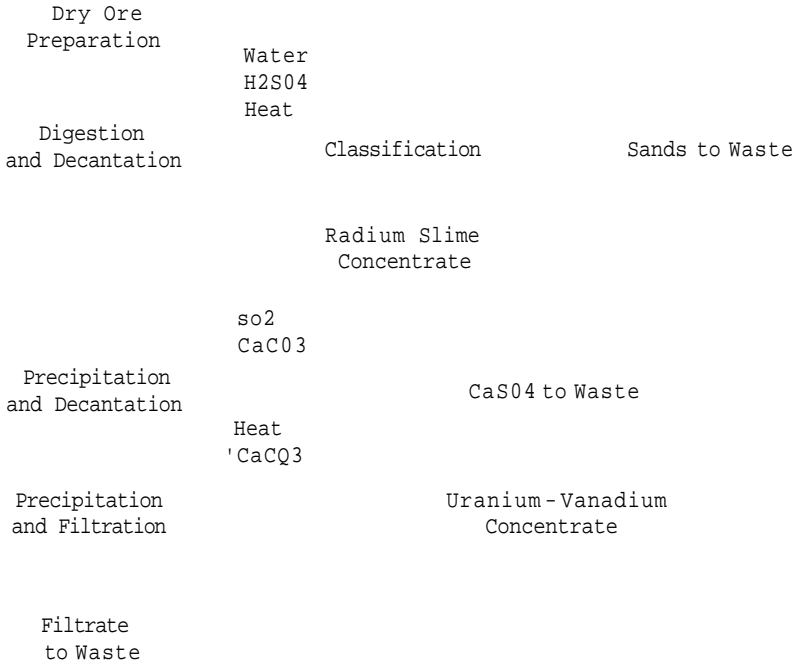 Dry Ore
Preparation
Water
H2S04
Heat
Digestion
and Decantation
Classification
Sands to Waste
Radium Slime
Concentrate
so2
CaC03
Precipitation
and Decantation
CaS04 to Waste
Heat
'CaCQ3
Precipitation
and Filtration
Uranium-Vanadium
Concentrate
Filtrate
to Waste